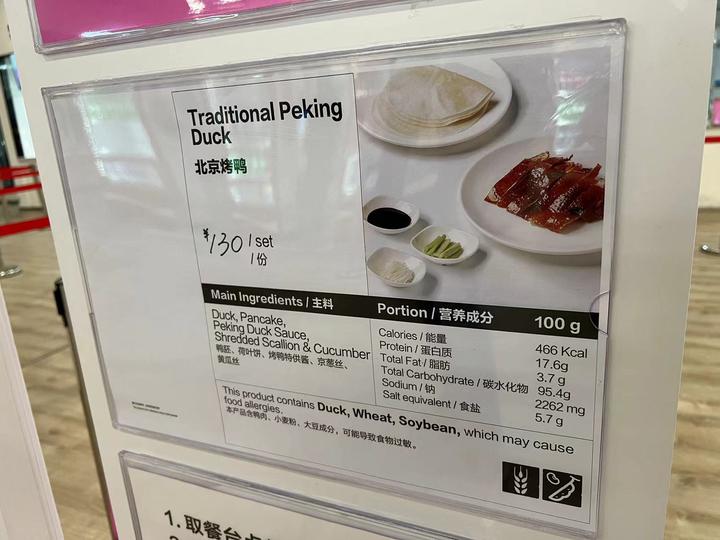 Traditional Peking
Duck
北京烤鸭
¥130 / set
/份
Main Ingredients / 主料
Duck, Pancake,
Peking Duck Sauce,
Shredded Scallion & Cucumber
鸭胚、荷叶饼、烤鸭特供酱、京葱丝、
黄瓜丝
Portion / 营养成分 100 g
Calories / 能量 466 Kcal
Protein / 蛋白质 17.6g
Total Fat / 脂肪 3.7 g
Total Carbohydrate / 碳水化物 95.4g
Sodium / 钠 2262 mg
Salt equivalent / 食盐 5.7 g
This product contains Duck, Wheat, Soybean, which may cause
food allergies.
本产品含鸭肉、小麦粉、大豆成分，可能导致食物过敏。
1. 取餐台